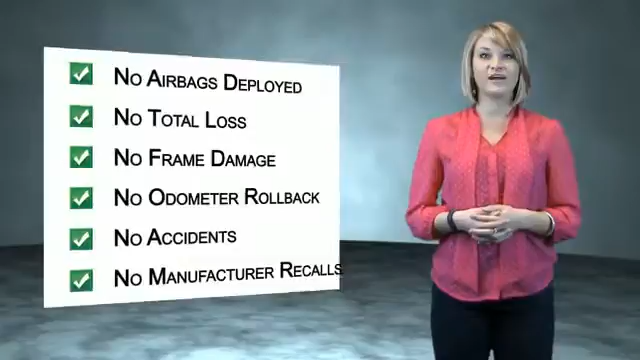 No Airbags Deployed
No Total Loss
No Frame Damage
No Odometer Rollback
No Accidents
No Manufacturer Recalls